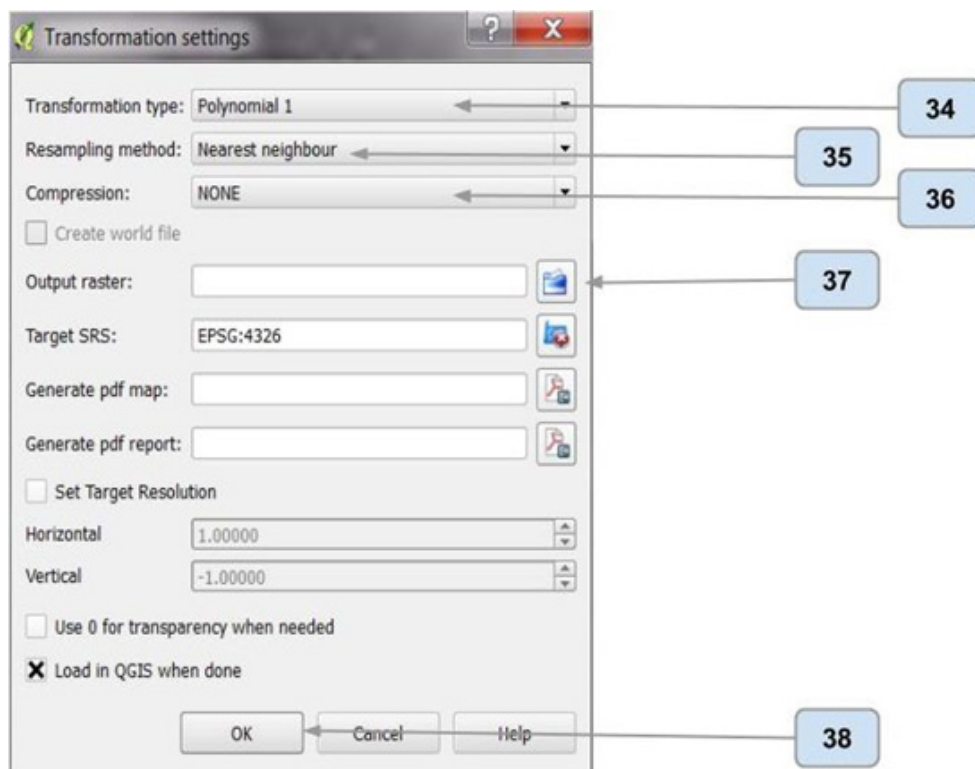 Transformation settings
?
X
Transformation type: Polynomial 1
34
Resampling method: Nearest neighbour
35
Compression: NONE
36
Create world file
Output raster:
37
Target SRS: EPSG:4326
Generate pdf map:
Generate pdf report:
Set Target Resolution
Horizontal 1.00000
Vertical -1.00000
Use 0 for transparency when needed
Load in QGIS when done
OK Cancel Help
38